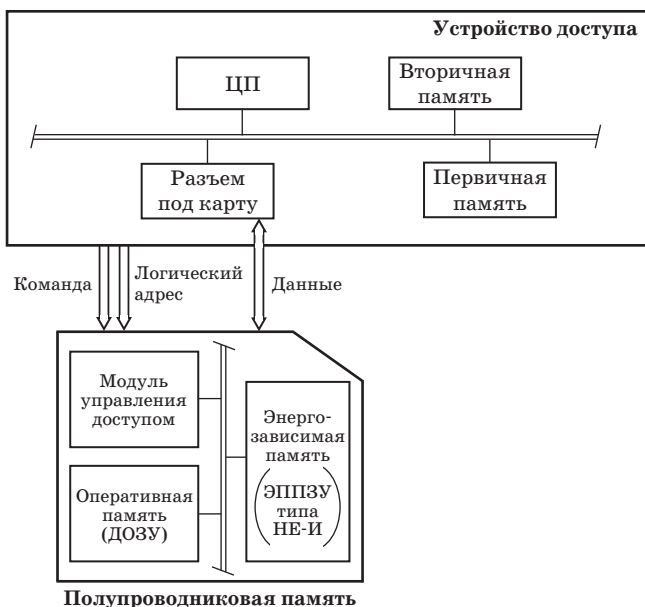 Устройство доступа
ЦП
Вторичная
память
Разъем
под карту
Первичная
память
Команда
Логический
адрес
Данные
Модуль
управления
доступом
Энерго-
зависимая
память
ЭППЗУ
типа
НЕ-И
Оперативная
память
(ДОЗУ)
Полупроводниковая память